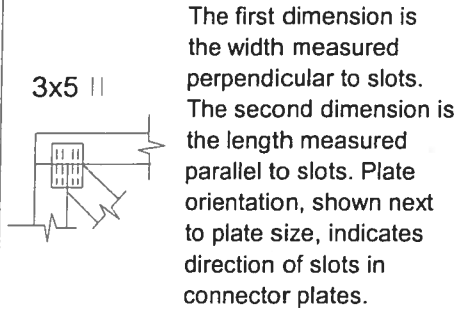 The first dimension is
the width measured
perpendicular to slots.
The second dimension is
the length measured
parallel to slots. Plate
orientation, shown next
to plate size, indicates
direction of slots in
connector plates.
3x5 ||